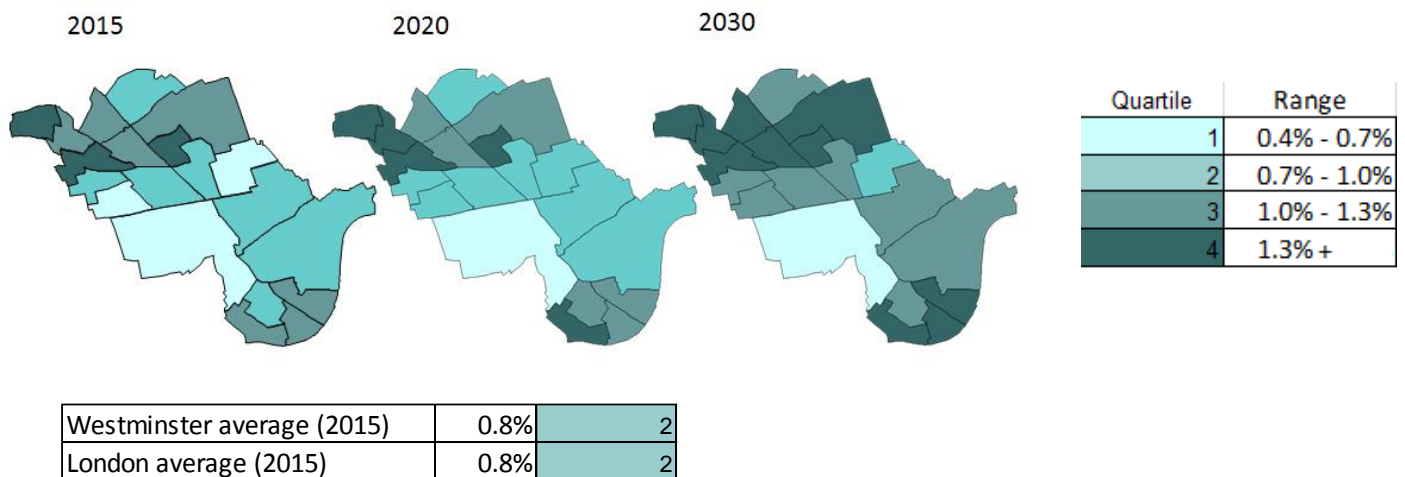 2015 2020 2030
Quartile Range
1 0.4% - 0.7%
2 0.7% - 1.0%
3 1.0% - 1.3%
4 1.3% +
Westminster average (2015) 0.8% 2
London average (2015) 0.8% 2